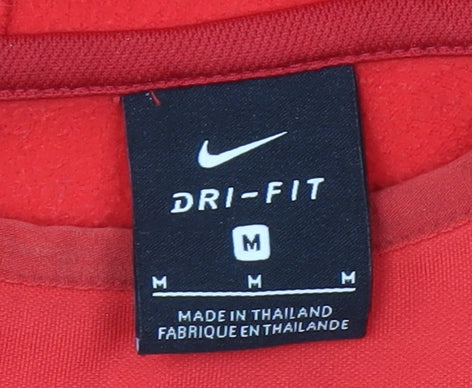 DRI-FIT
M
M M M
MADE IN THAILAND
FABRIQUE EN THAILANDE